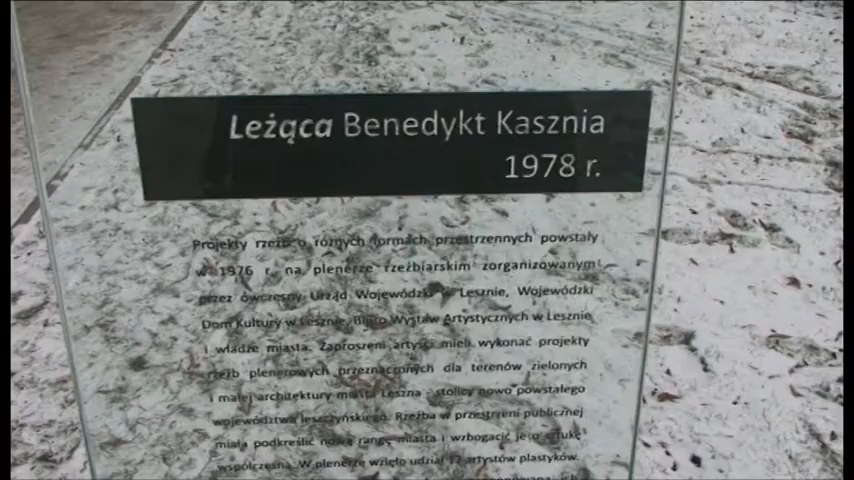 Leżąca Benedykt Kasznia
1978 r.
Projekty rzeźb o różnych formach przestrzennych powstały
w 1976 r. na plenerze rzeźbiarskim zorganizowanym
przez ówczesny Urząd Wojewódzki w Lesznie, Wojewódzki
Dom Kultury w Lesznie, Biuro Wystaw Artystycznych w Lesznie
i władze miasta. Zaproszeni artyści mieli wykonać projekty
rzeźb plenerowych przeznaczonych dla terenów zielonych
i małej architektury miasta Leszna - stolicy nowo powstałego
województwa leszczyńskiego. Rzeźba w przestrzeni publicznej
miała podkreślić nową rangę miasta i wzbogacić je o sztukę
współczesną. W plenerze wzięło udział artystów plastyków.